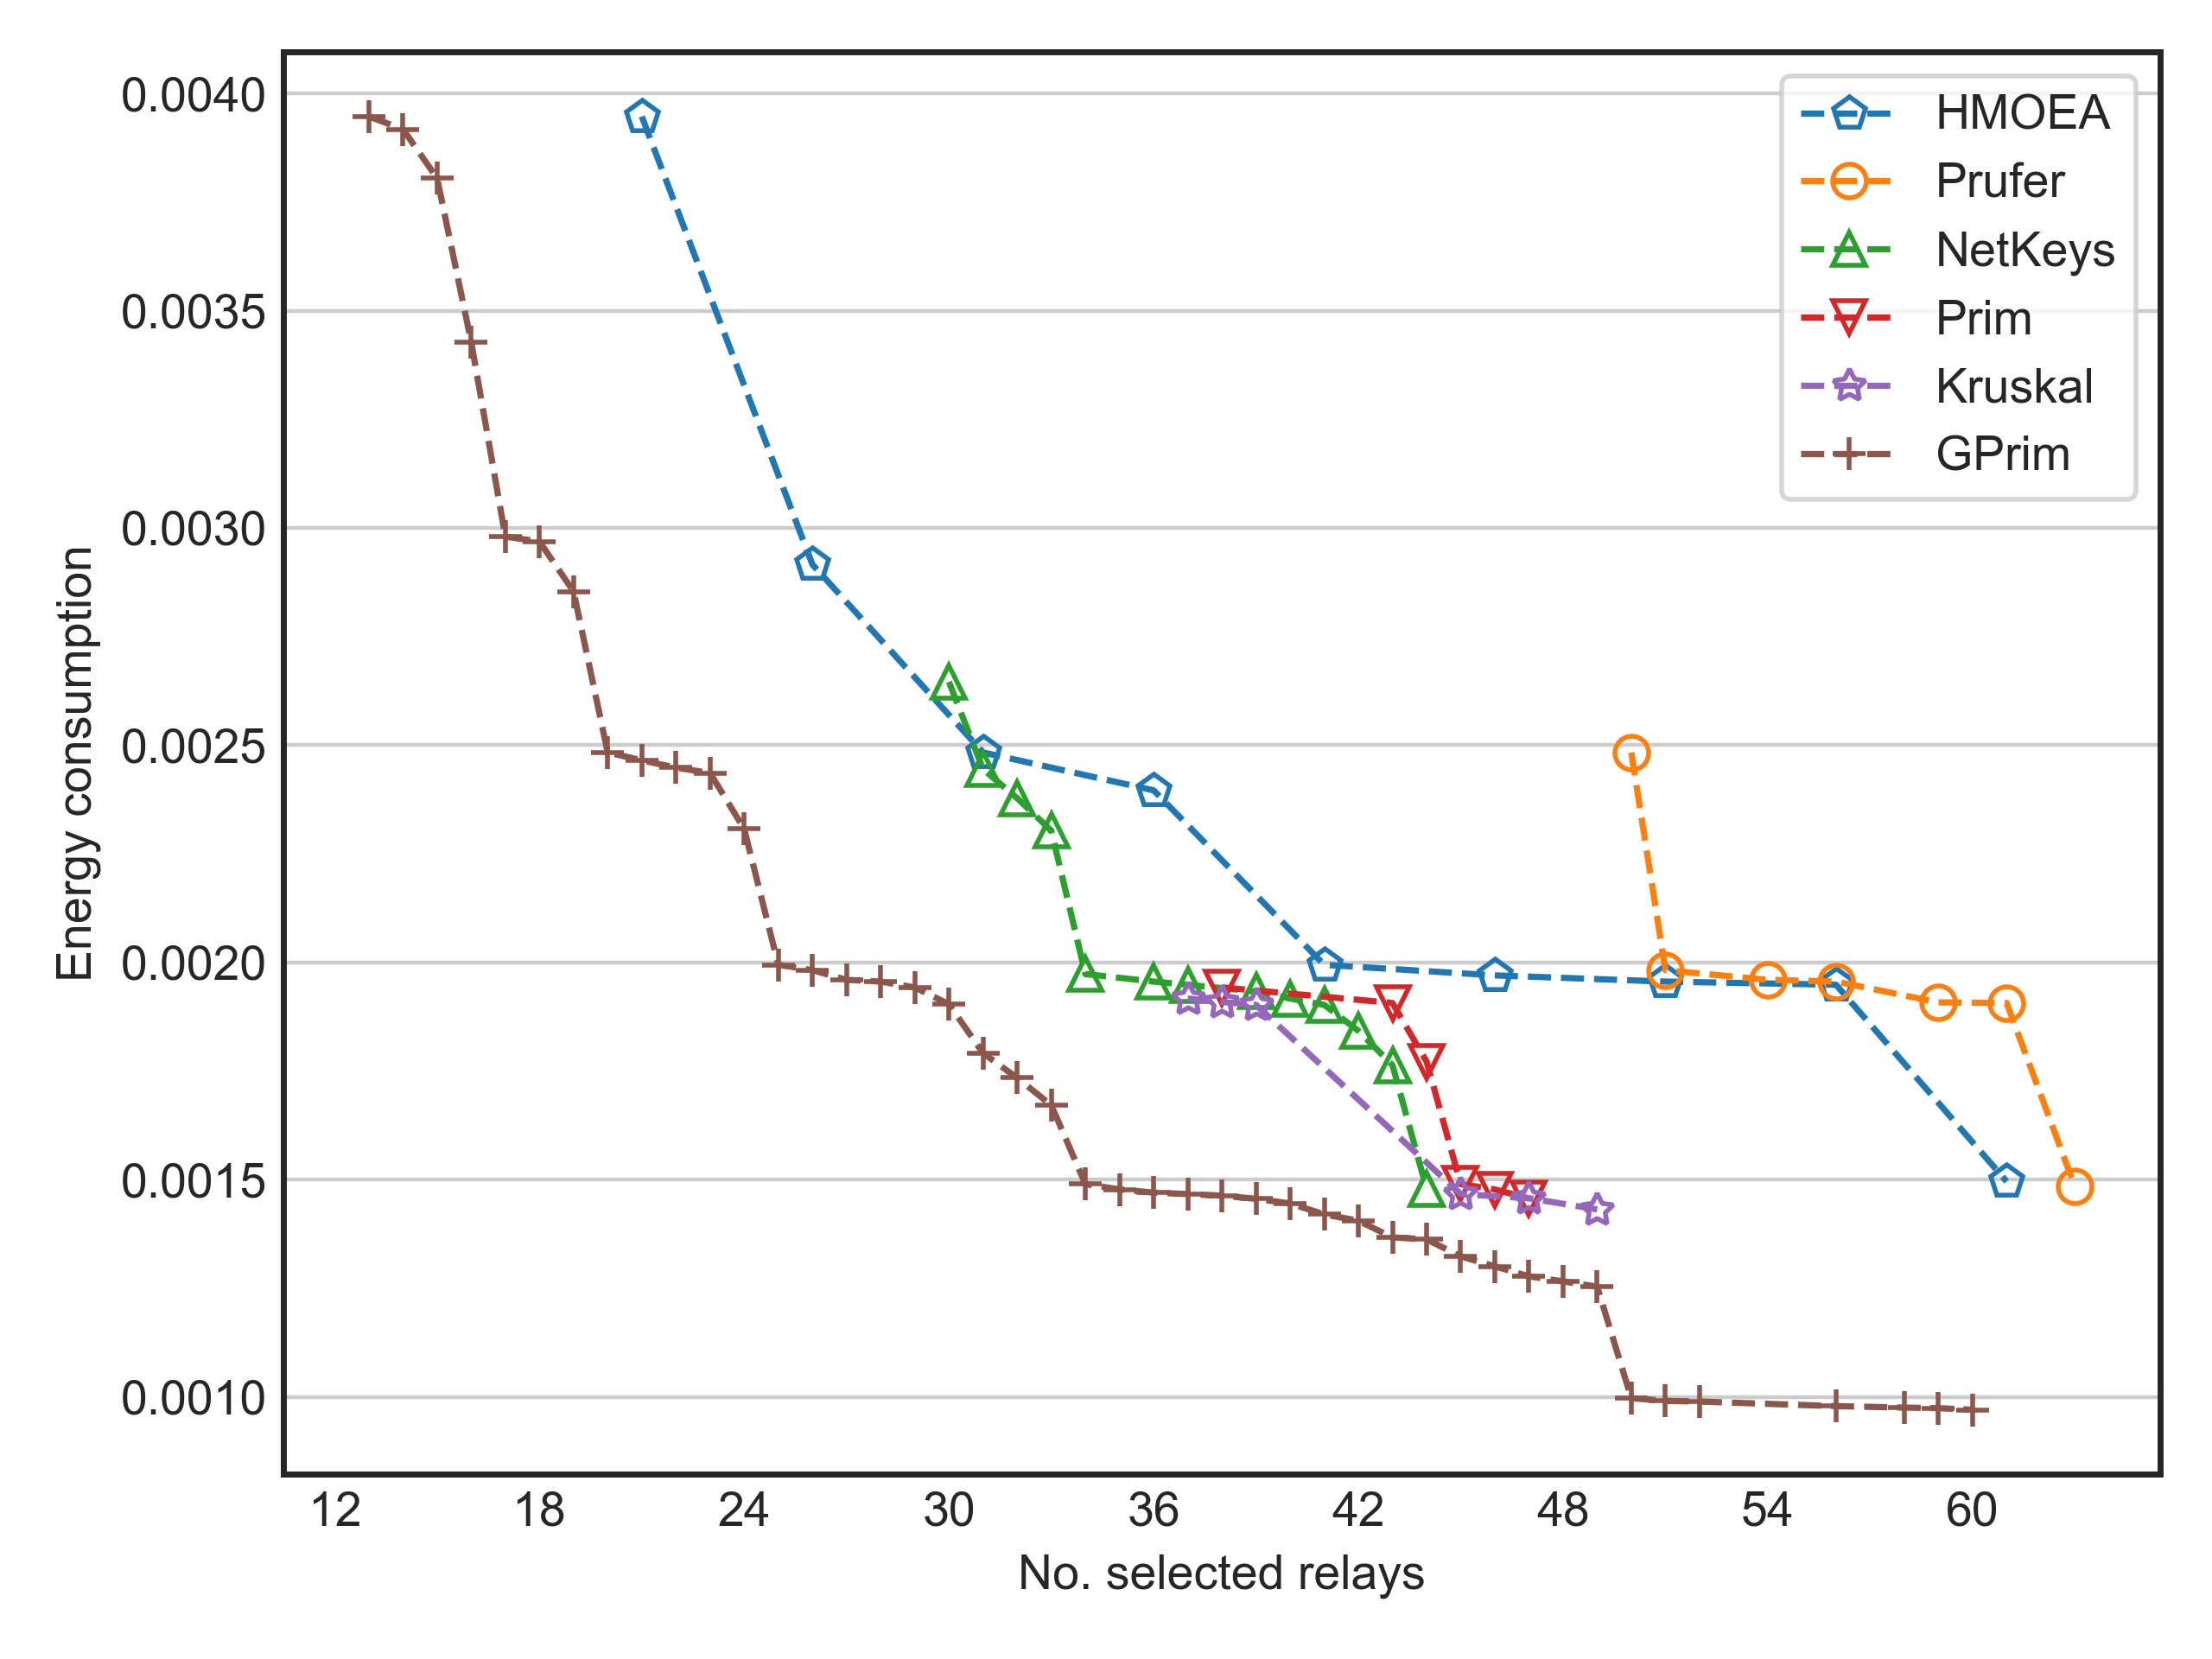 0.0040
0.0035
0.0030
0.0025
0.0020
0.0015
0.0010
Energy consumption
12 18 24 30 36 42 48 54 60
No. selected relays
HMOEA
Prufer
NetKeys
Prim
Kruskal
GPrim